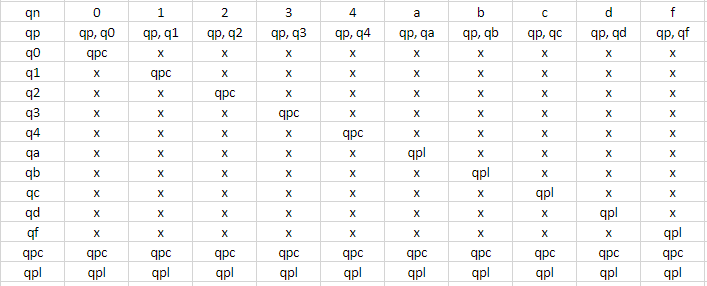 qn 0 1 2 3 4 a b c d f
qp qp, q0 qp, q1 qp, q2 qp, q3 qp, q4 qp, qa qp, qb qp, qc qp, qd qp, qf
q0 qpc x x x x x x x x x
q1 x qpc x x x x x x x x
q2 x x qpc x x x x x x x
q3 x x x qpc x x x x x x
q4 x x x x qpc x x x x x
qa x x x x x qpl x x x x
qb x x x x x x qpl x x x
qc x x x x x x x qpl x x
qd x x x x x x x x qpl x
qf x x x x x x x x x qpl
qpc qpc qpc qpc qpc qpc qpc qpc qpc qpc qpc
qpl qpl qpl qpl qpl qpl qpl qpl qpl qpl qpl